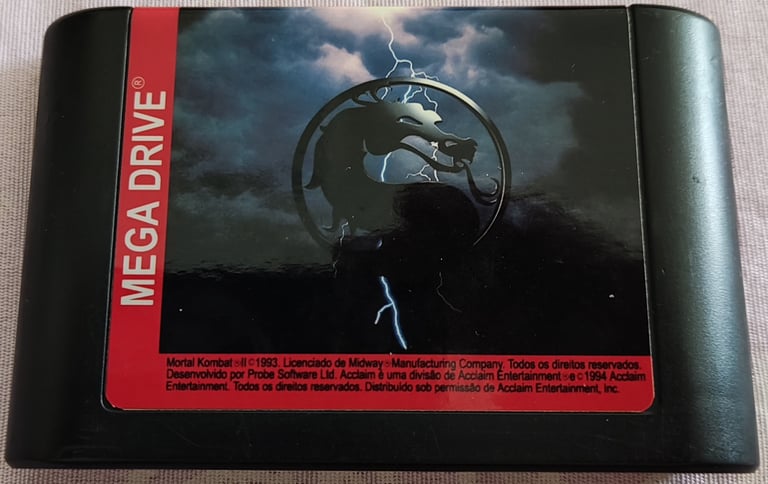 MEGA DRIVE®
Mortal Kombat®II©1993. Licenciado de Midway®Manufacturing Company. Todos os direitos reservados.
Desenvolvido por Probe Software Ltd. Acclaim è uma divisão de Acclaim Entertainment®e©1994 Acclaim
Entertainment. Todos os direitos reservados. Distribuído sob permissão de Acclaim Entertainment, Inc.